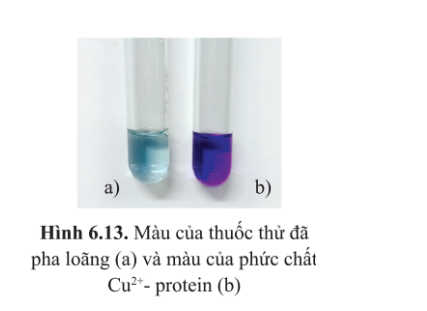 a) b)
Hình 6.13. Màu của thuốc thử đã
pha loãng (a) và màu của phức chất
Cu²⁺- protein (b)